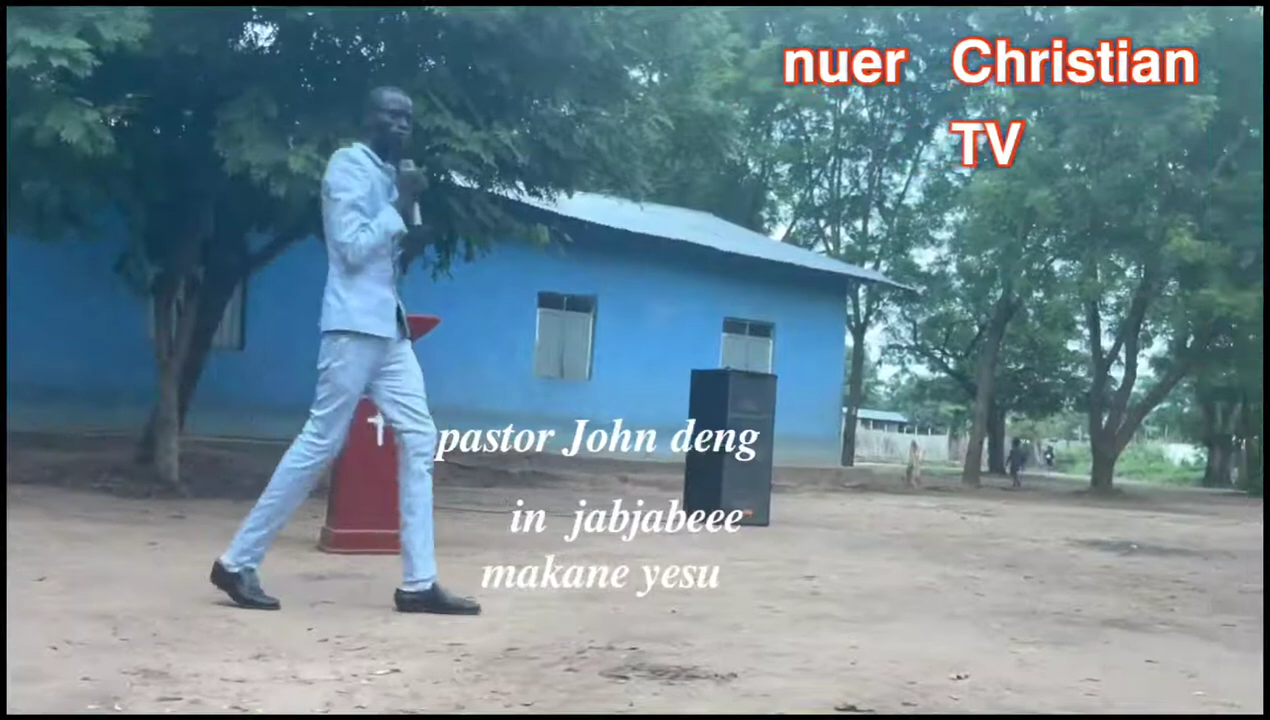 nuer Christian
TV
pastor John deng
in jabjabeee
makane yesu